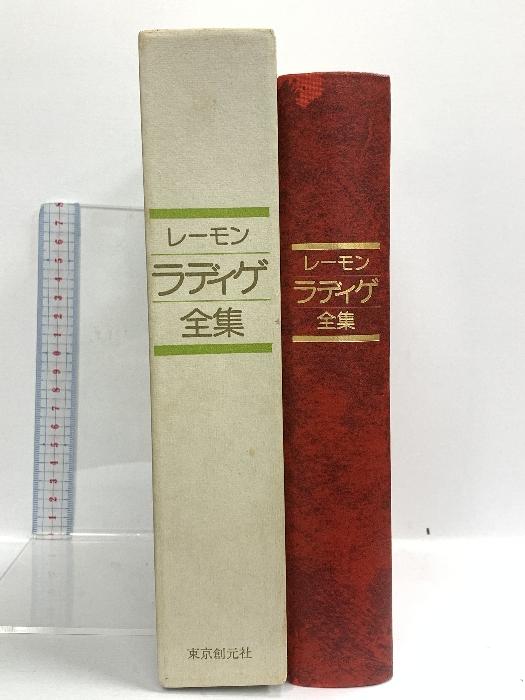 レーモン
ラディゲ
全集
東京創元社
レーモン
ラディゲ
全集